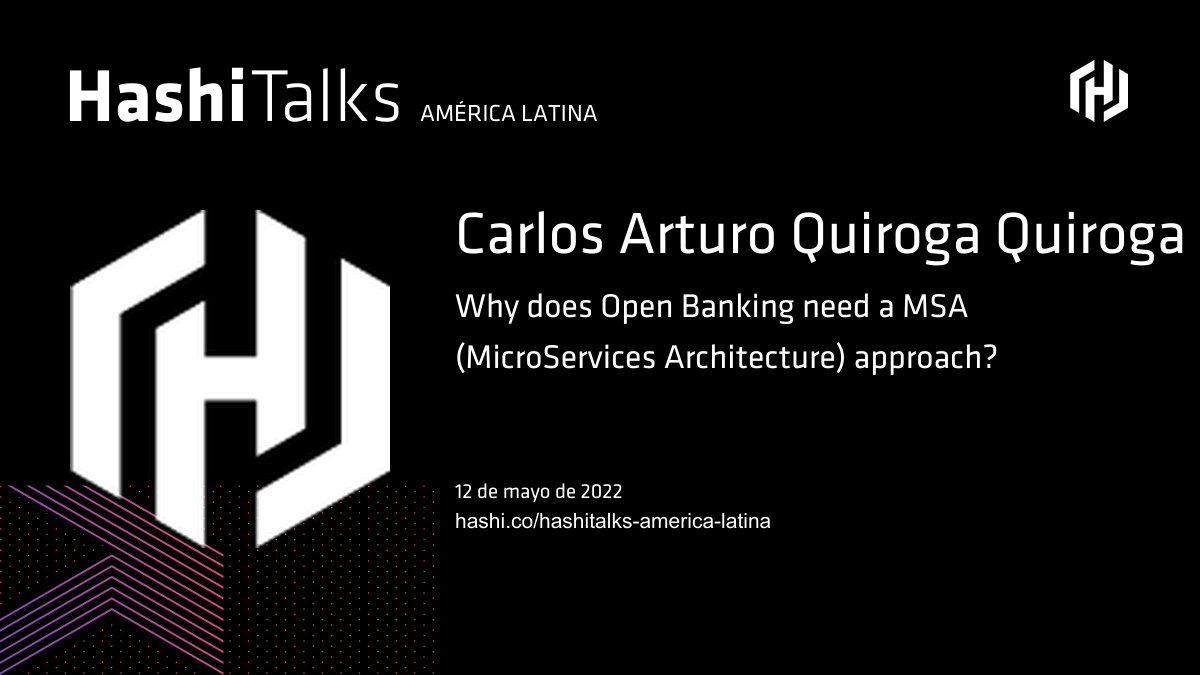 HashiTalks AMÉRICA LATINA
Carlos Arturo Quiroga Quiroga
Why does Open Banking need a MSA
(MicroServices Architecture) approach?
12 de mayo de 2022
hashi.co/hashitalks-america-latina